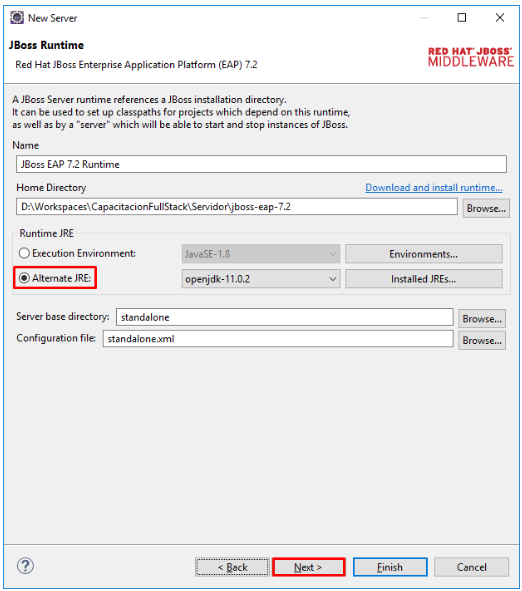 New Server
JBoss Runtime
Red Hat JBoss Enterprise Application Platform (EAP) 7.2
RED HAT' JBOSS'
MIDDLEWARE
A JBoss Server runtime references a JBoss installation directory.
It can be used to set up classpaths for projects which depend on this runtime,
as well as by a "server" which will be able to start and stop instances of JBoss.
Name
JBoss EAP 7.2 Runtime
Home Directory
Download and install runtime...
D:\Workspaces\CapacitacionFullStack\Servidor\jboss-eap-7.2
Browse...
Runtime JRE
Execution Environment:
JavaSE-1.8
Environments...
Alternate JRE:
openjdk-11.0.2
Installed JREs...
Server base directory:
standalone
Browse...
Configuration file:
standalone.xml
Browse...
?
< Back
Next >
Finish
Cancel